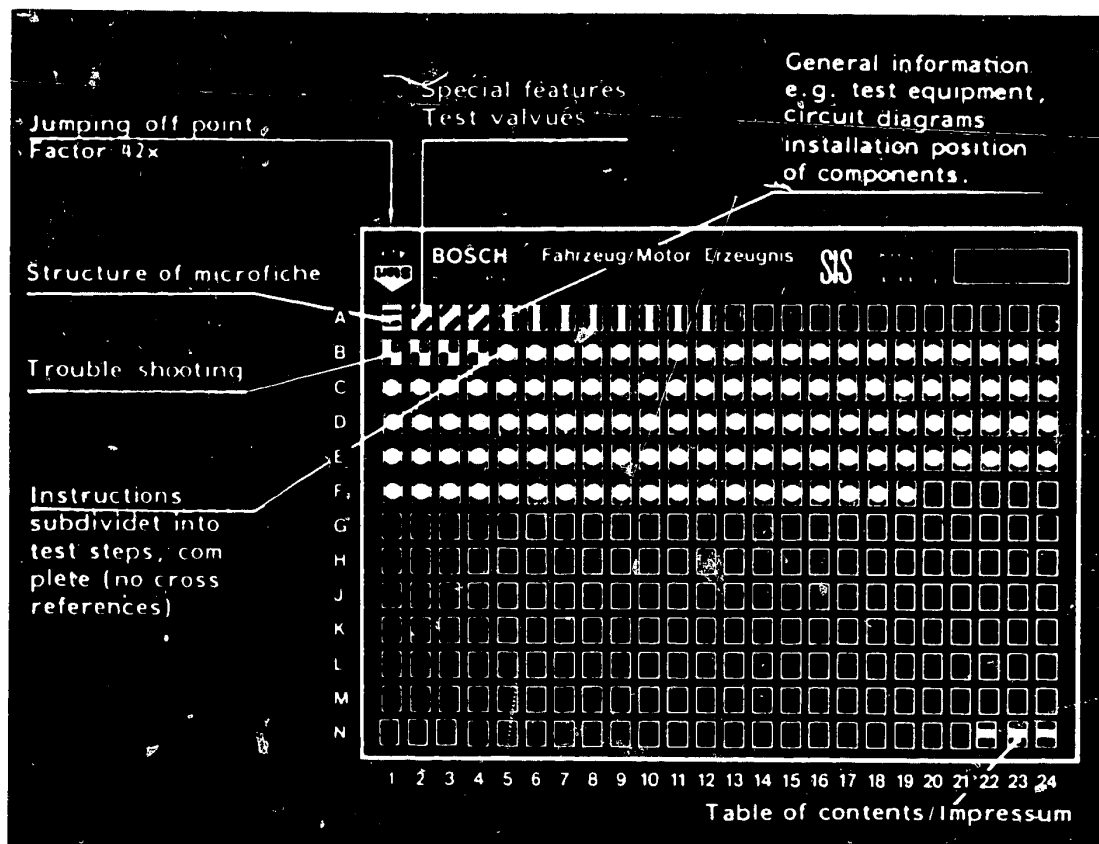 General information
e.g. test equipment,
circuit diagrams
installation position
of components.
Special features
Test valvues
Jumping off point
Factor 42x
Structure of microfiche
Trouble shooting
Instructions
subdividet into
test steps, com
plete (no cross
references)
BOSCH Fahrzeug/Motor Erzeugnis SIS
A
B
C
D
E
F
G
H
J
K
L
M
N
1 2 3 4 5 6 7 8 9 10 11 12 13 14 15 16 17 18 19 20 21 22 23 24
Table of contents/Impressum